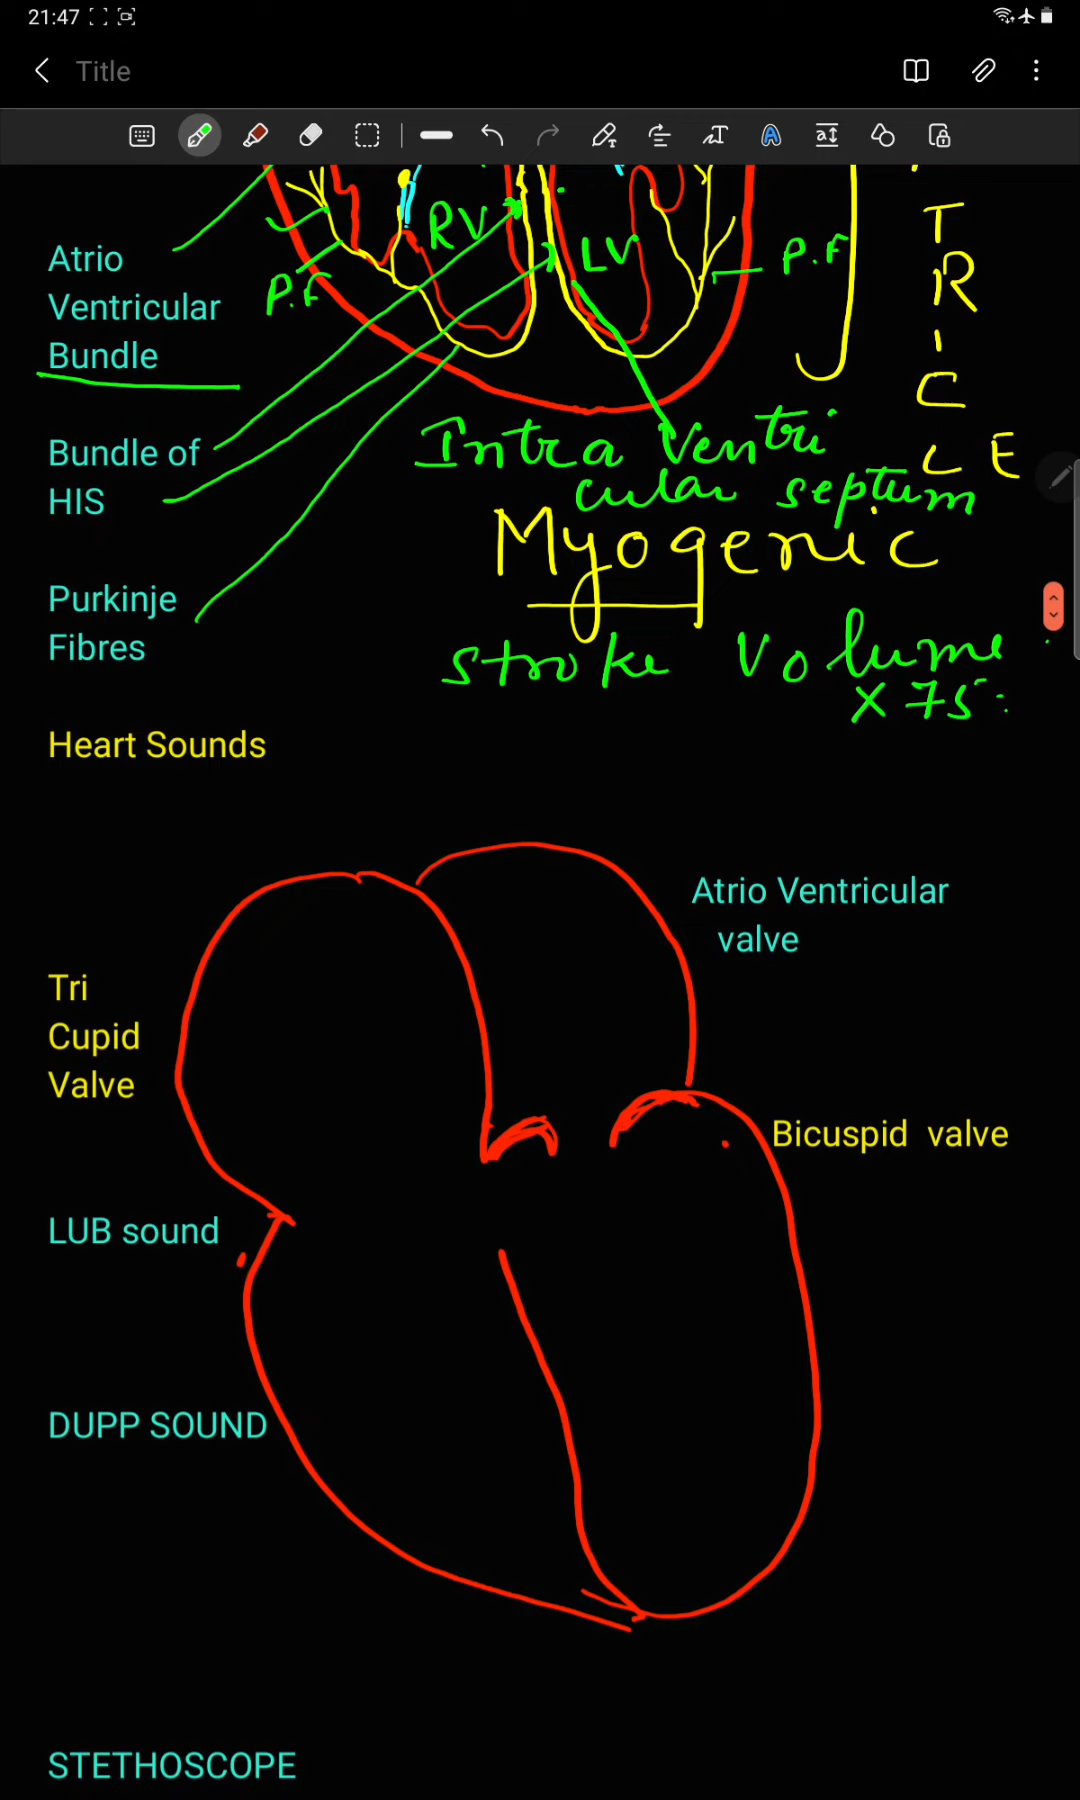 21:47
Title
RV
LV
P.F
P.F
T
R
I
C
L E
Atrio
Ventricular
Bundle
Bundle of
HIS
Intra Ventri
cular septum
Myogenic
Purkinje
Fibres
stroke Volume
X 75
Heart Sounds
Atrio Ventricular
valve
Tri
Cupid
Valve
Bicuspid valve
LUB sound
DUPP SOUND
STETHOSCOPE